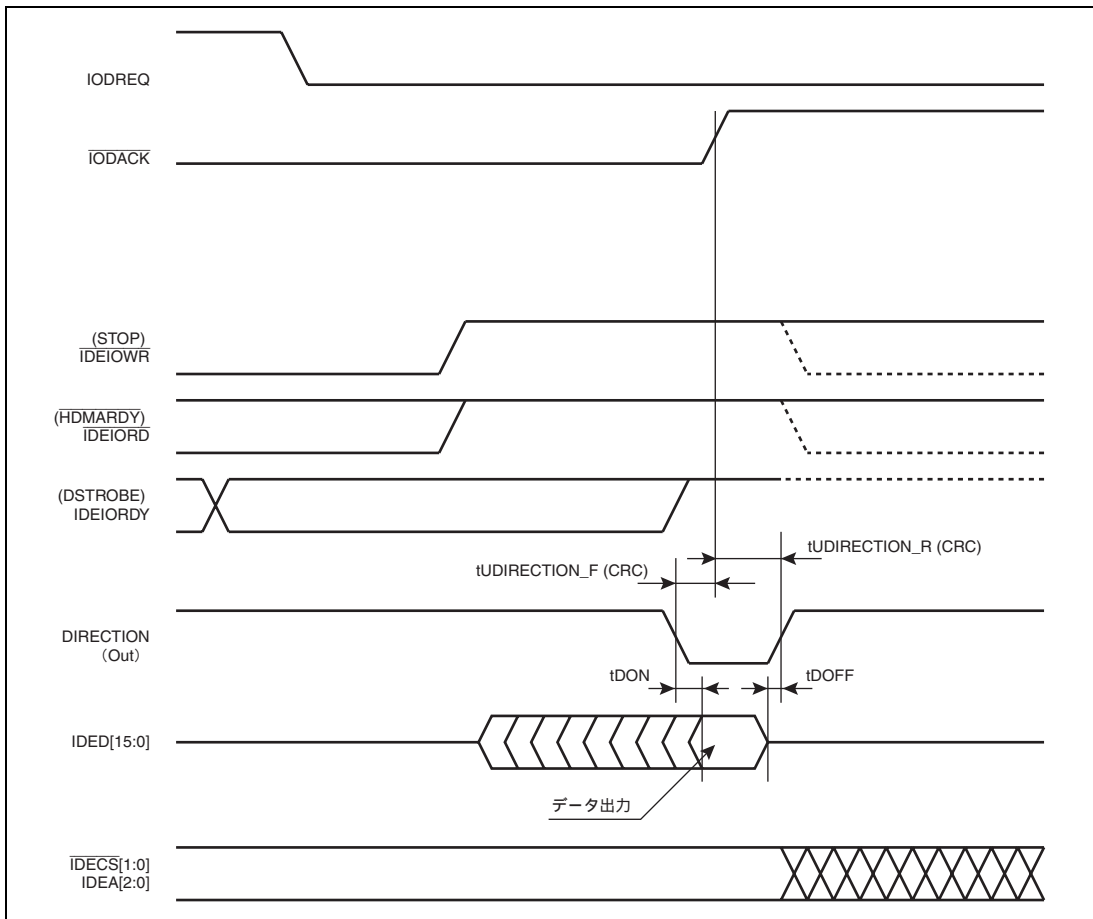 IODREQ
IODACK
(STOP)
IDEIOWR
(HDMARDY)
IDEIORD
(DSTROBE)
IDEIORDY
tUDIRECTION_R (CRC)
tUDIRECTION_F (CRC)
DIRECTION
（Out）
tDON
tDOFF
IDED[15:0]
データ出力
IDECS[1:0]
IDEA[2:0]